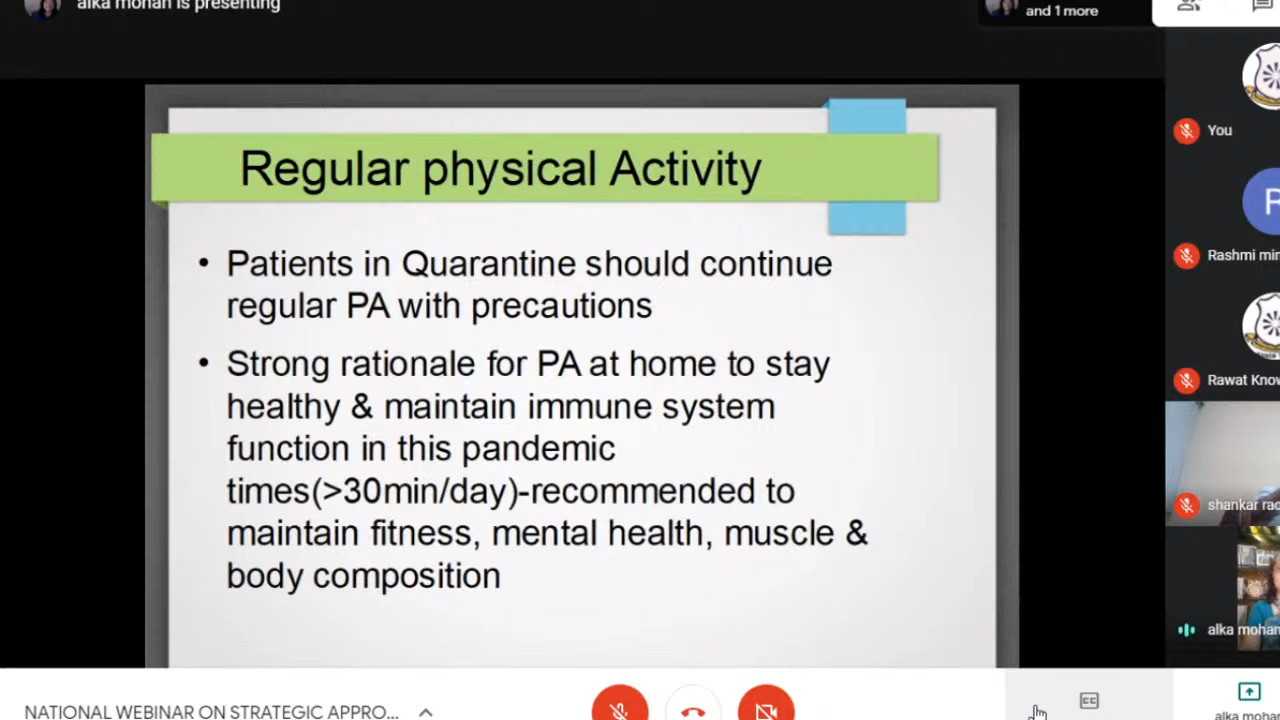 alka mohan is presenting
and 1 more
You
R
Rashmi
Rawat
shankar
alka mohan
Regular physical Activity
• Patients in Quarantine should continue
regular PA with precautions
• Strong rationale for PA at home to stay
healthy & maintain immune system
function in this pandemic
times(>30min/day)-recommended to
maintain fitness, mental health, muscle &
body composition
NATIONAL WEBINAR ON STRATEGIC APPRO...
CC
alka